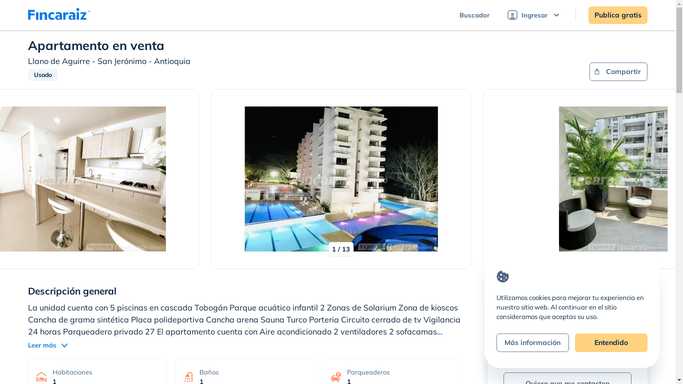 Fincaraiz
Buscador
Ingresar
Publica gratis
Apartamento en venta
Llano de Aguirre - San Jerónimo - Antioquia
Usado
Compartir
1 / 13
Descripción general
La unidad cuenta con 5 piscinas en cascada Tobogán Parque acuático infantil 2 Zonas de Solarium Zona de kioscos
Cancha de grama sintética Placa polideportiva Cancha arena Sauna Turco Porteria Circuito cerrado de tv Vigilancia
24 horas Parqueadero privado 27 El apartamento cuenta con Aire acondicionado 2 ventiladores 2 sofacamas...
Leer más
Habitaciones
1
Baños
1
Parqueaderos
1
Utilizamos cookies para mejorar tu experiencia en
nuestro sitio web. Al continuar en el sitio
consideramos que aceptas su uso.
Más información
Entendido
Quiero que me contacten